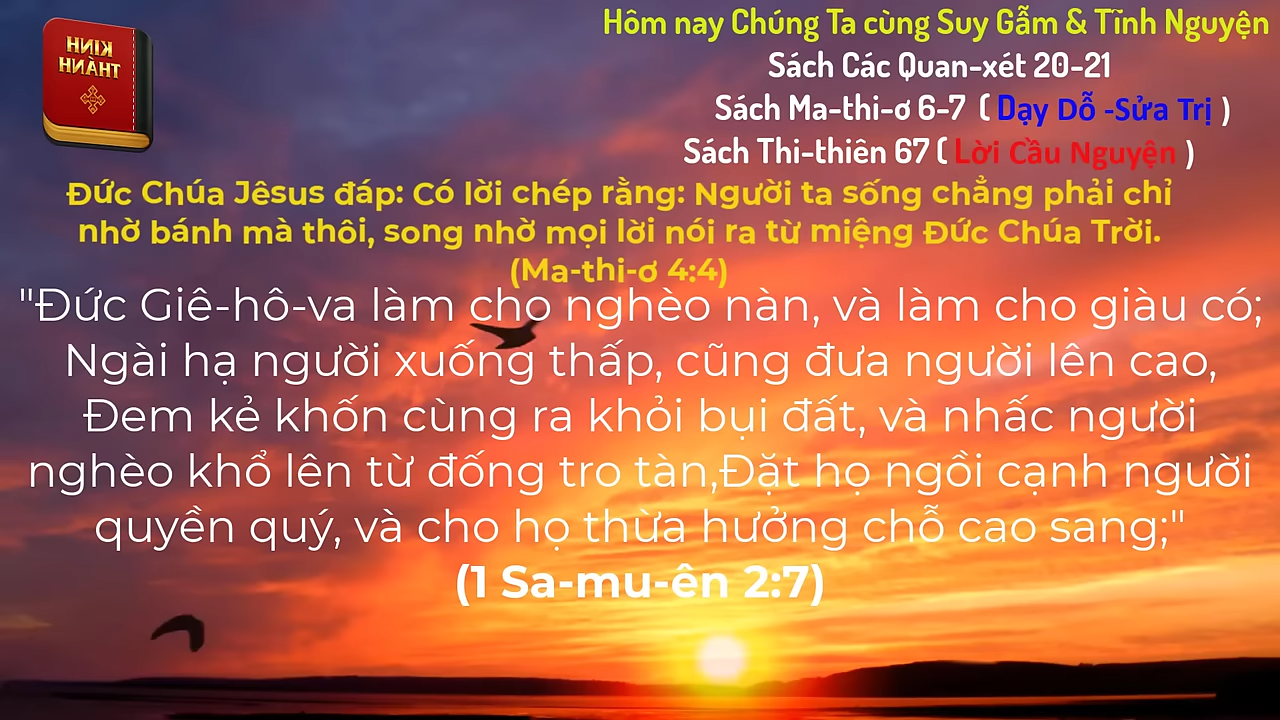 KINH
THÁNH
Hôm nay Chúng Ta cùng Suy Gẫm & Tĩnh Nguyện
Sách Các Quan-xét 20-21
Sách Ma-thi-ơ 6-7 ( Dạy Dỗ -Sửa Trị )
Sách Thi-thiên 67 ( Lời Cầu Nguyện )
Đức Chúa Jêsus đáp: Có lời chép rằng: Người ta sống chẳng phải chỉ
nhờ bánh mà thôi, song nhờ mọi lời nói ra từ miệng Đức Chúa Trời.
(Ma-thi-ơ 4:4)
"Đức Giê-hô-va làm cho nghèo nàn, và làm cho giàu có;
Ngài hạ người xuống thấp, cũng đưa người lên cao,
Đem kẻ khốn cùng ra khỏi bụi đất, và nhấc người
nghèo khổ lên từ đống tro tàn,Đặt họ ngồi cạnh người
quyền quý, và cho họ thừa hưởng chỗ cao sang;"
(1 Sa-mu-ên 2:7)